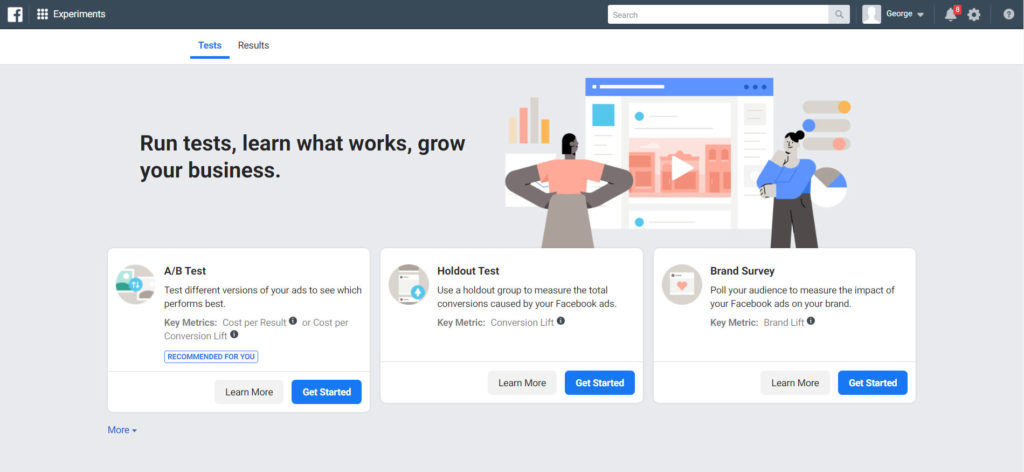 Experiments
Search
George
8
Tests
Results
Run tests, learn what works, grow
your business.
A/B Test
Test different versions of your ads to see which
performs best.
Key Metrics: Cost per Result or Cost per
Conversion Lift
RECOMMENDED FOR YOU
Learn More
Get Started
Holdout Test
Use a holdout group to measure the total
conversions caused by your Facebook ads.
Key Metric: Conversion Lift
Learn More
Get Started
Brand Survey
Poll your audience to measure the impact of
your Facebook ads on your brand.
Key Metric: Brand Lift
Learn More
Get Started
More